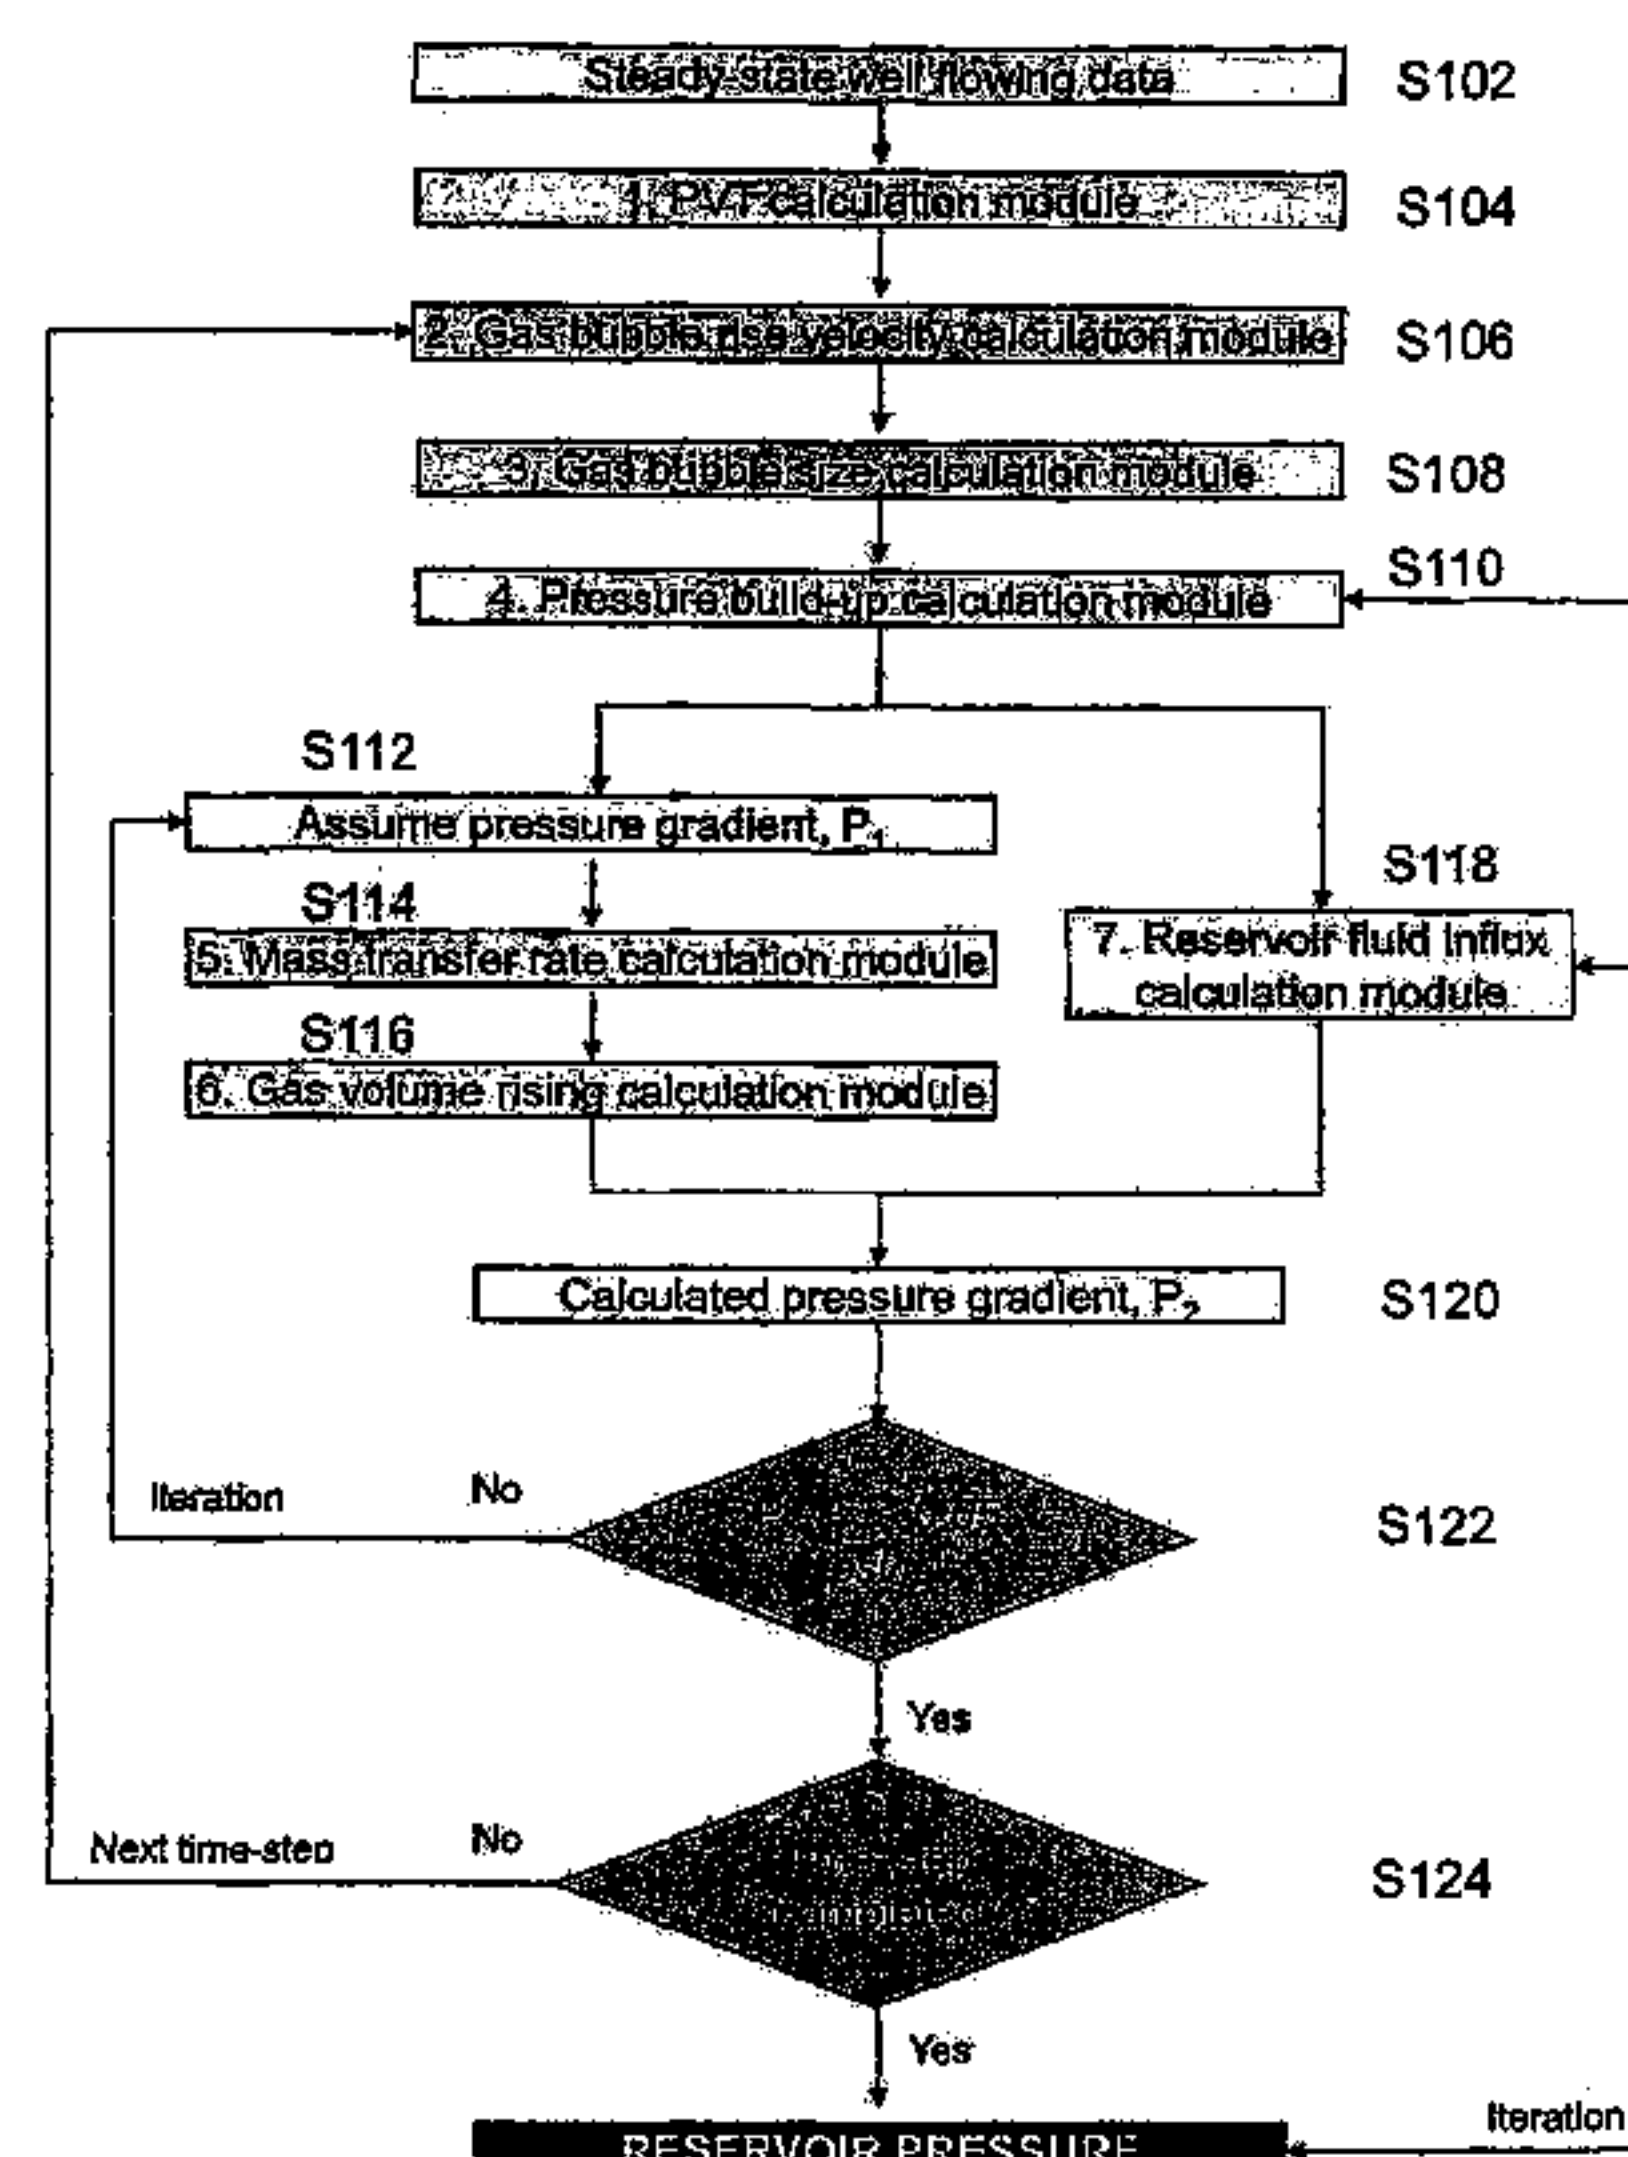 Steady-state well flowing data
S102
1. PVT calculation module
S104
2. Gas bubble rise velocity calculation module
S106
3. Gas bubble size calculation module
S108
4. Pressure build-up calculation module
S110
S112
Assume pressure gradient, P1
S114
5. Mass transfer rate calculation module
S116
6. Gas volume rising calculation module
S118
7. Reservoir fluid influx
calculation module
Calculated pressure gradient, P2
S120
Iteration
No
S122
Yes
Next time-step
No
S124
Yes
Iteration
RESERVOIR PRESSURE